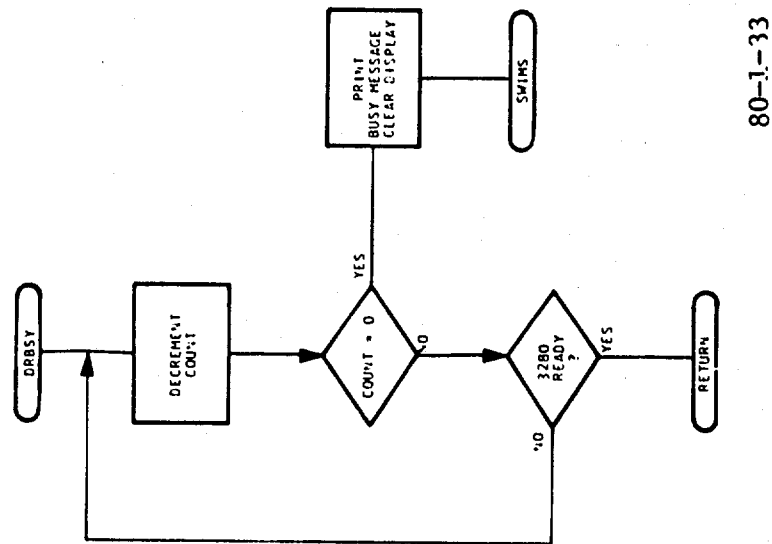 DRBSY
DECREMENT
COUNT
COUNT = 0
YES
PRINT
BUSY MESSAGE
CLEAR DISPLAY
SWIMS
NO
3280
READY
?
NO
YES
RETURN
80-1-33